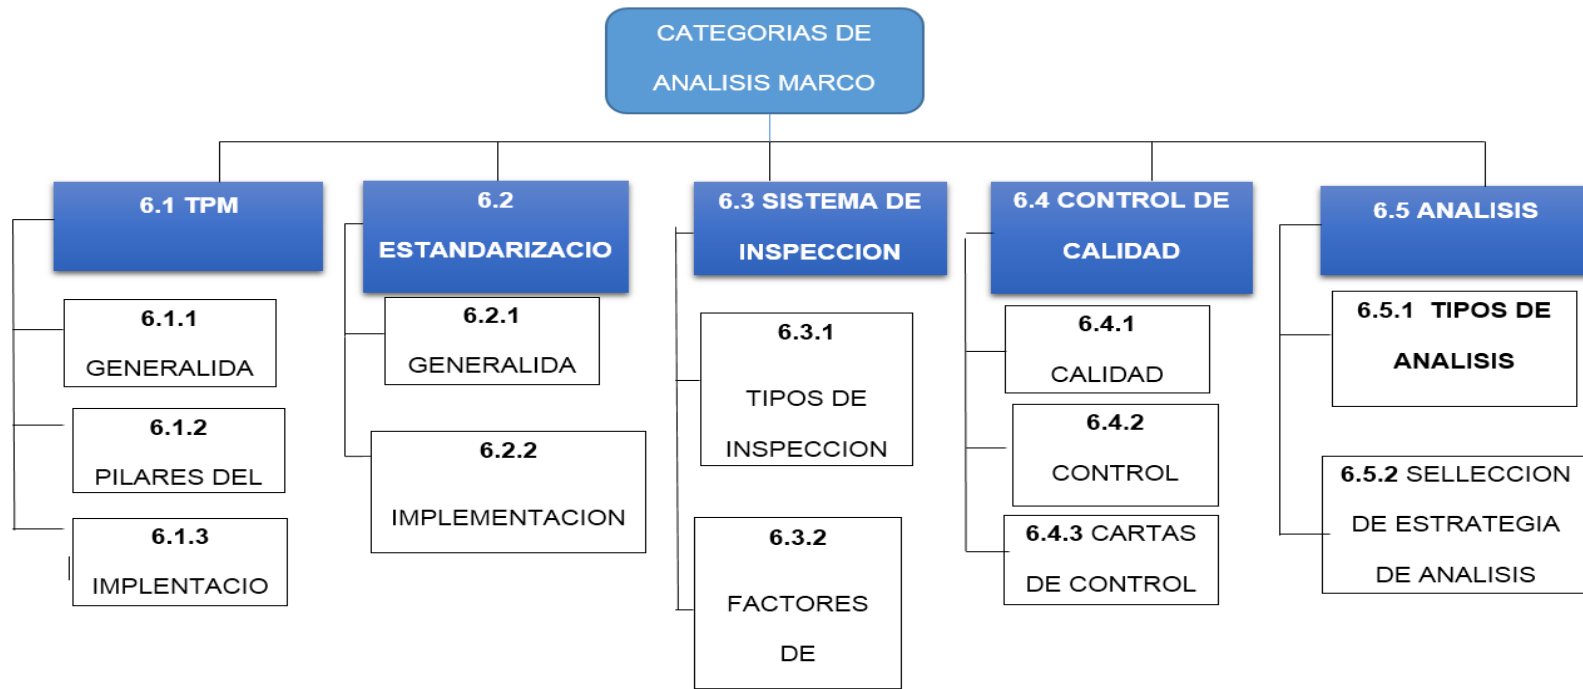 CATEGORIAS DE
ANALISIS MARCO
6.1 TPM
6.1.1
GENERALIDA
6.1.2
PILARES DEL
6.1.3
IMPLENTACIO
6.2
ESTANDARIZACIO
6.2.1
GENERALIDA
6.2.2
IMPLEMENTACION
6.3 SISTEMA DE
INSPECCION
6.3.1
TIPOS DE
INSPECCION
6.3.2
FACTORES
DE
6.4 CONTROL DE
CALIDAD
6.4.1
CALIDAD
6.4.2
CONTROL
6.4.3 CARTAS
DE CONTROL
6.5 ANALISIS
6.5.1 TIPOS DE
ANALISIS
6.5.2 SELLECCION
DE ESTRATEGIA
DE ANALISIS